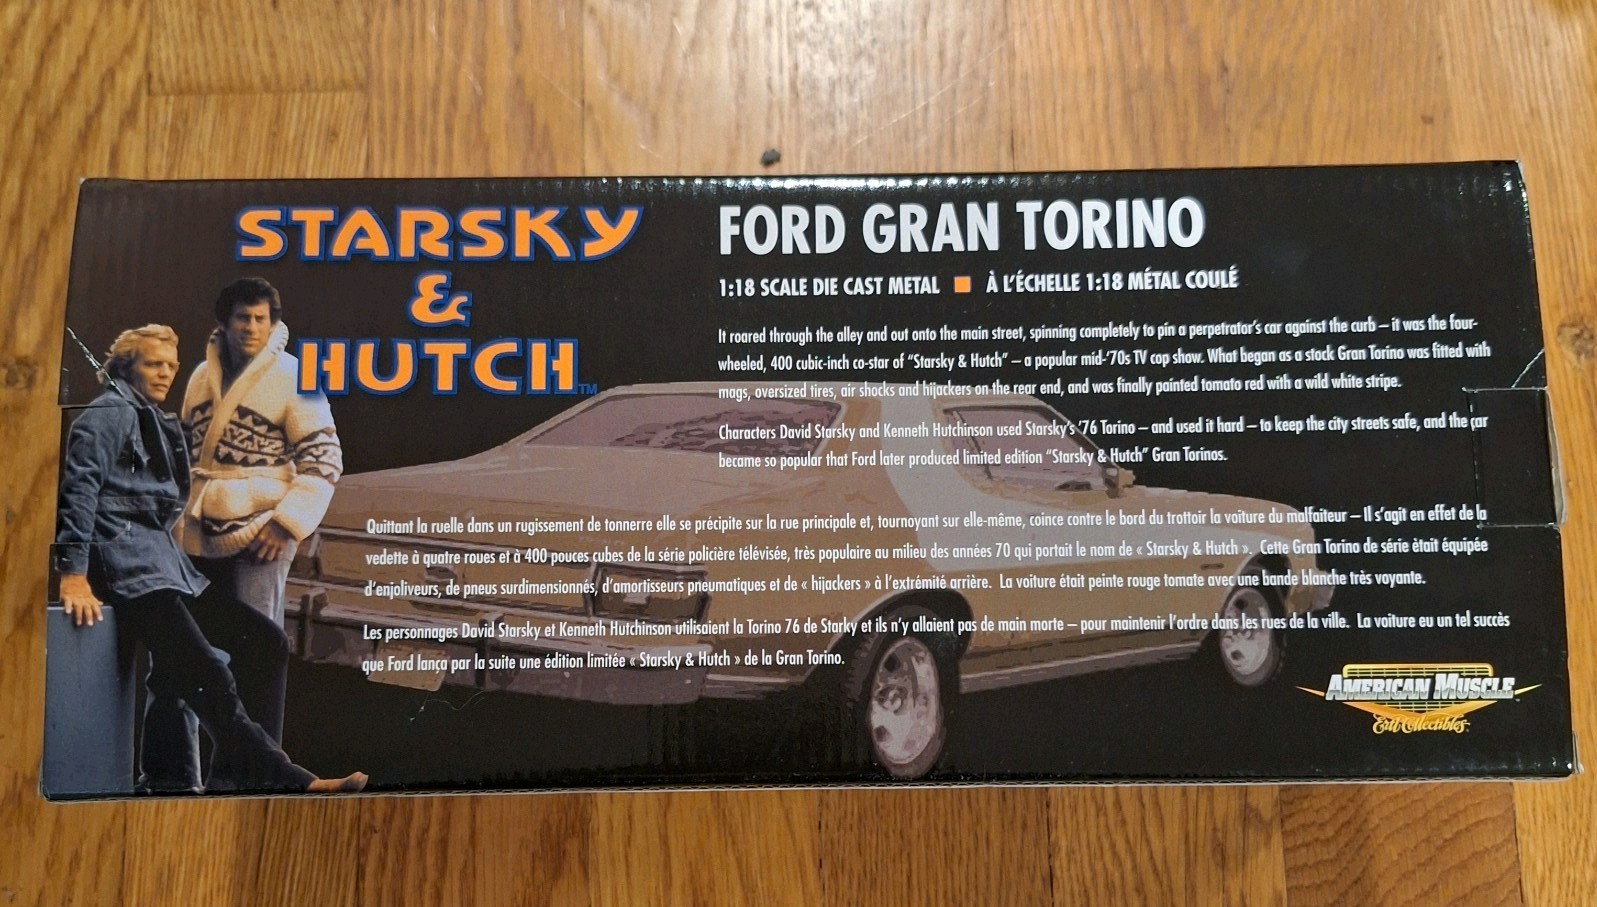 STARSKY
&
HUTCH™
FORD GRAN TORINO
1:18 SCALE DIE CAST METAL ■ À L'ÉCHELLE 1:18 MÉTAL COULÉ
It roared through the alley and out onto the main street, spinning completely to pin a perpetrator's car against the curb – it was the four-
wheeled, 400 cubic-inch co-star of "Starsky & Hutch" – a popular mid-'70s TV cop show. What began as a stock Gran Torino was fitted with
mags, oversized tires, air shocks and hijackers on the rear end, and was finally painted tomato red with a wild white stripe.
Characters David Starsky and Kenneth Hutchinson used Starsky's '76 Torino – and used it hard – to keep the city streets safe, and the car
became so popular that Ford later produced limited edition "Starsky & Hutch" Gran Torinos.
Quittant la ruelle dans un rugissement de tonnerre elle se précipite sur la rue principale et, tournoyant sur elle-même, coince contre le bord du trottoir la voiture du malfaiteur – Il s'agit en effet de la
vedette à quatre roues et à 400 pouces cubes de la série policière télévisée, très populaire au milieu des années 70 qui portait le nom de « Starsky & Hutch ». Cette Gran Torino de série ètait équipée
d'enjoliveurs, de pneus surdimensionnés, d'amortisseurs pneumatiques et de « hijackers » à l'extrémité arrière. La voiture était peinte rouge tomate avec une bande blanche très voyante.
Les personnages David Starsky et Kenneth Hutchinson utilisaient la Torino 76 de Starky et ils n'y allaient pas de main morte – pour maintenir l'ordre dans les rues de la ville. La voiture eu un tel succès
que Ford lança par la suite une édition limitée « Starsky & Hutch » de la Gran Torino.
AMERICAN MUSCLE
Ertl Collectibles